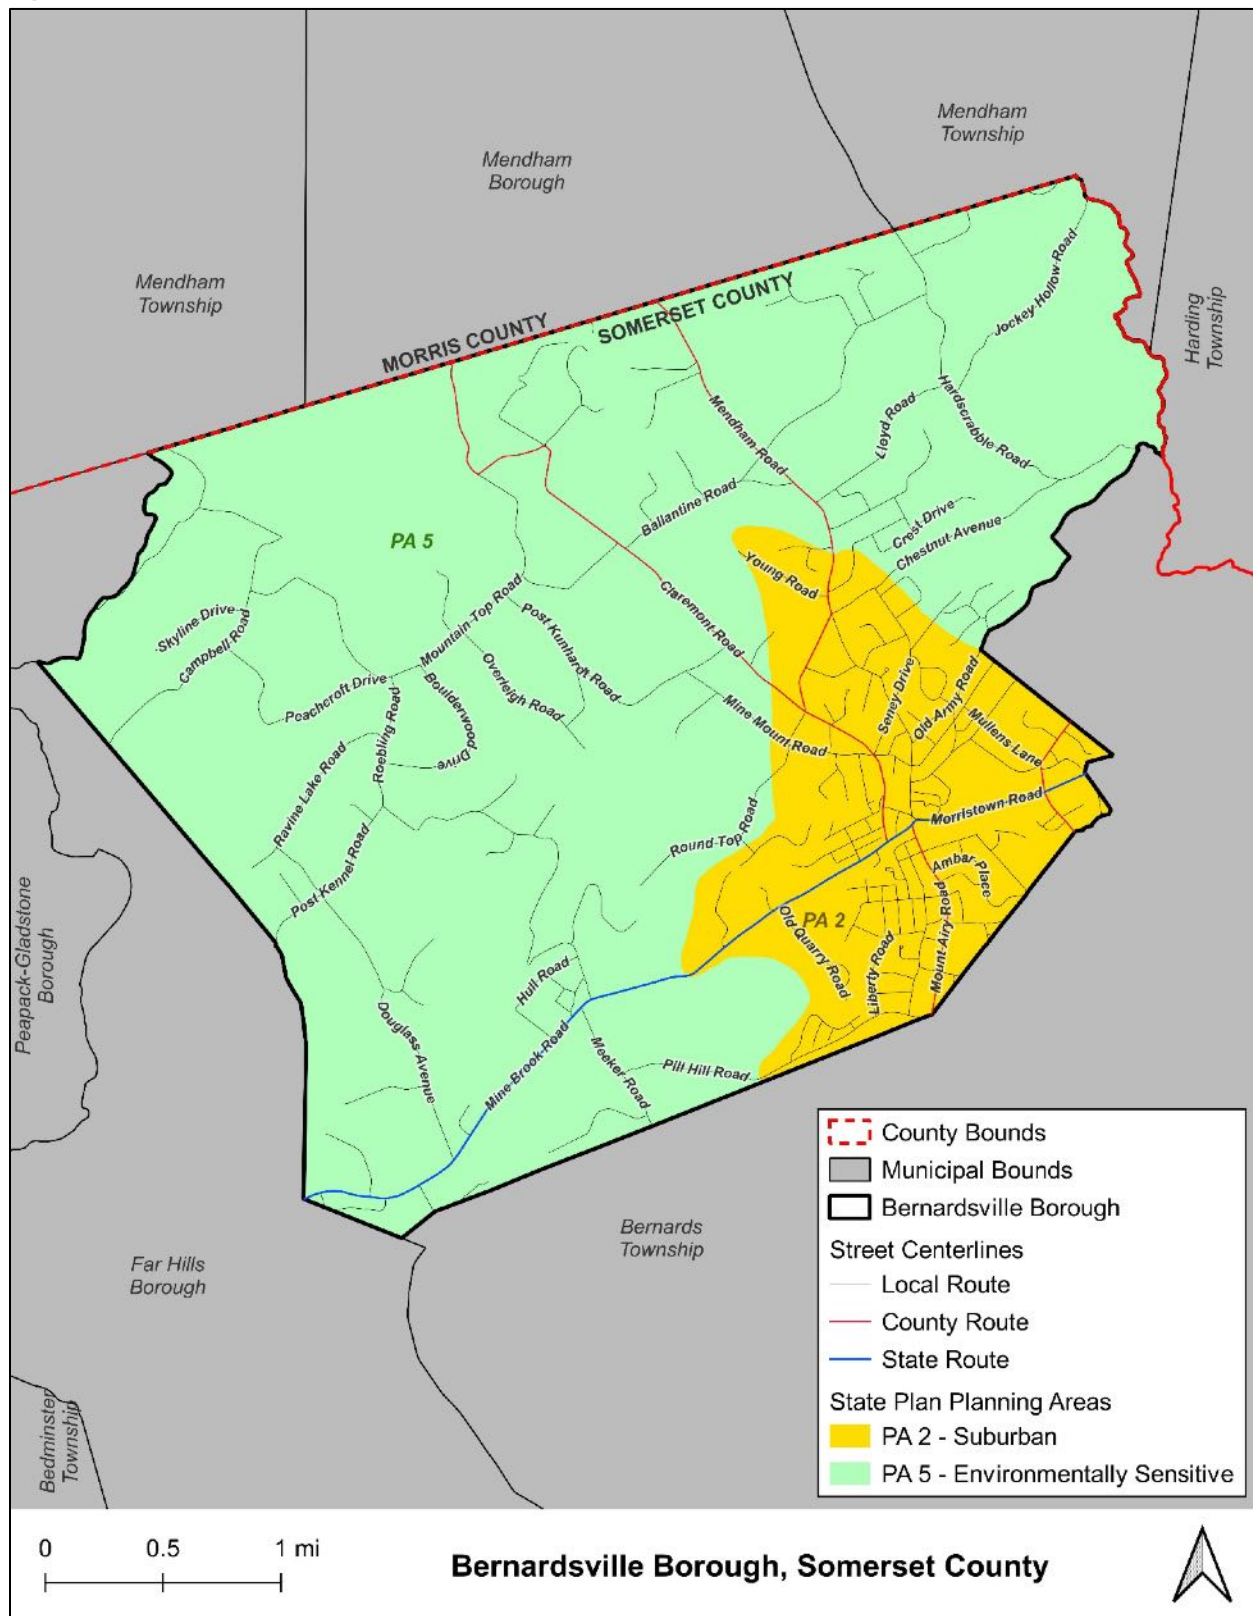 Mendham
Township
Mendham
Borough
Mendham
Township
Harding
Township
MORRIS COUNTY
SOMERSET COUNTY
Jockey Hollow Road
Mendham Road
Lloyd Road
Hardscrabble Road
Ballantine Road
Crest Drive
Chestnut Avenue
PA 5
Young Road
Skyline Drive
Campbell Road
Mountain Top Road
Post Kunhardt Road
Claremont Road
Overleigh Road
Peachcroft Drive
Boulderwood Drive
Roebling Road
Seney Drive
Old Army Road
Mine Mount Road
Mullens Lane
Ravine Lake Road
Morristown Road
Round Top Road
Post Kennel Road
Ambar Place
PA 2
Old Quarry Road
Liberty Road
Mount Airy Road
Peapack-Gladstone
Borough
Hull Road
Douglass Avenue
Mine Brook Road
Meeker Road
Pill Hill Road
Bernards
Township
Far Hills
Borough
Bedminster
Township
County Bounds
Municipal Bounds
Bernardsville Borough
Street Centerlines
Local Route
County Route
State Route
State Plan Planning Areas
PA 2 - Suburban
PA 5 - Environmentally Sensitive
0 0.5 1 mi
Bernardsville Borough, Somerset County